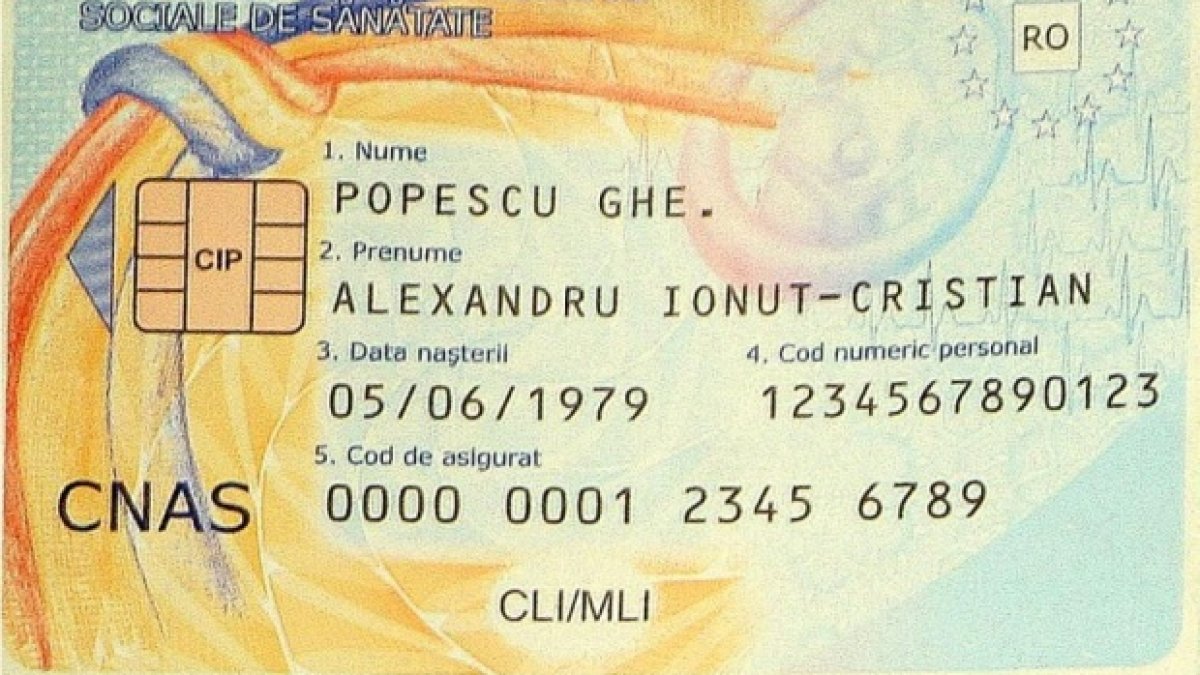 SOCIALE DE SĂNĂTATE
RO
1. Nume
POPESCU GHE.
CIP
2. Prenume
ALEXANDRU IONUT-CRISTIAN
3. Data naşterii
4. Cod numeric personal
05/06/1979
1234567890123
5. Cod de asigurat
CNAS
0000 0001 2345 6789
CLI/MLI